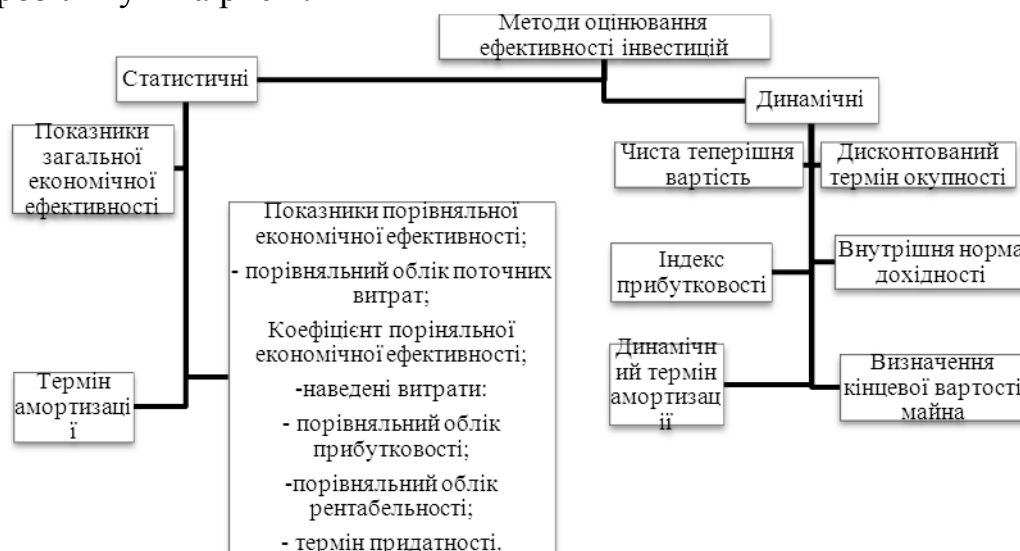 Методи оцінювання
ефективності інвестицій
Статистичні
Показники
загальної
економічної
ефективності
Термін
амортизаці
ї
Показники порівняльної
економічної ефективності;
- порівняльний облік поточних
витрат;
Коефіцієнт поріняльної
економічної ефективності;
-наведені витрати:
- порівняльний облік
прибутковості;
-порівняльний облік
рентабельності;
- термін придатності.
Динамічні
Чиста теперішня
вартість
Дисконтований
термін окупності
Індекс
прибутковості
Внутрішня норма
дохідності
Динамічн
ий термін
амортизац
ії
Визначення
кінцевої вартості
майна